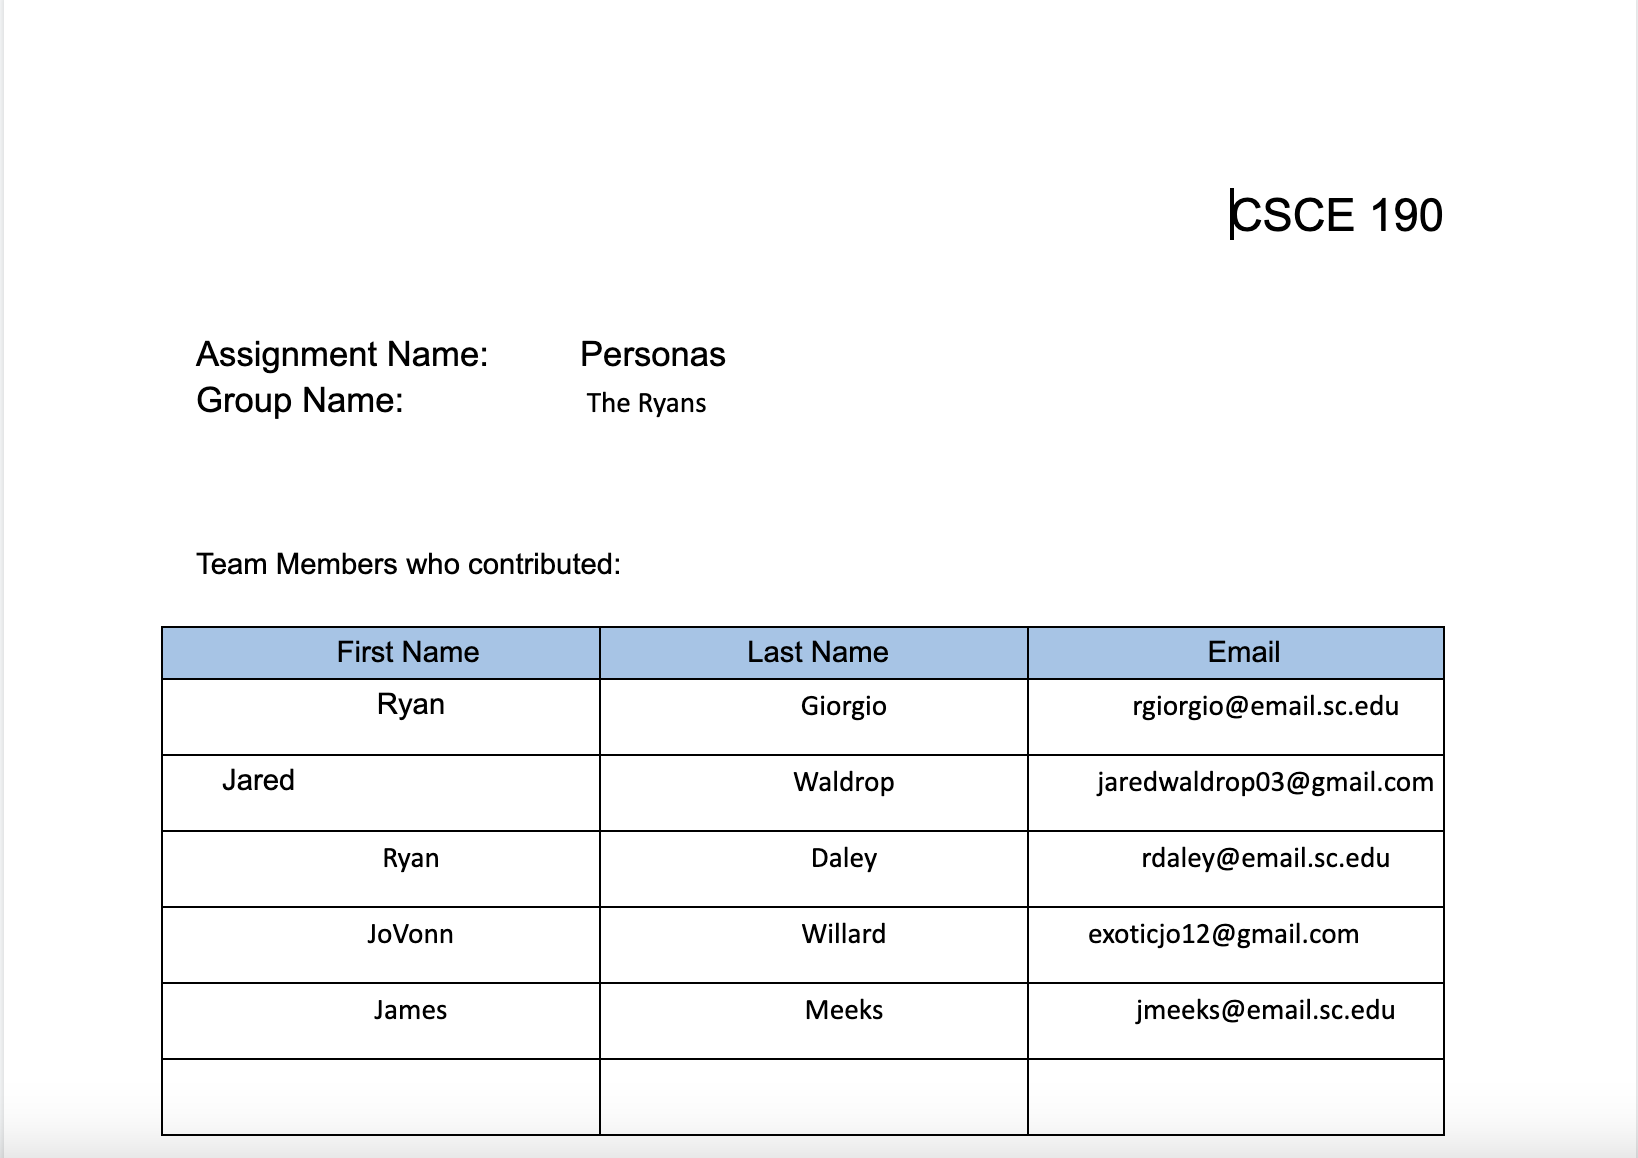 CSCE 190
Assignment Name: Personas
Group Name: The Ryans
Team Members who contributed:
First Name Last Name Email
Ryan Giorgio rgiorgio@email.sc.edu
Jared Waldrop jaredwaldrop03@gmail.com
Ryan Daley rdaley@email.sc.edu
JoVonn Willard exoticjo12@gmail.com
James Meeks jmeeks@email.sc.edu